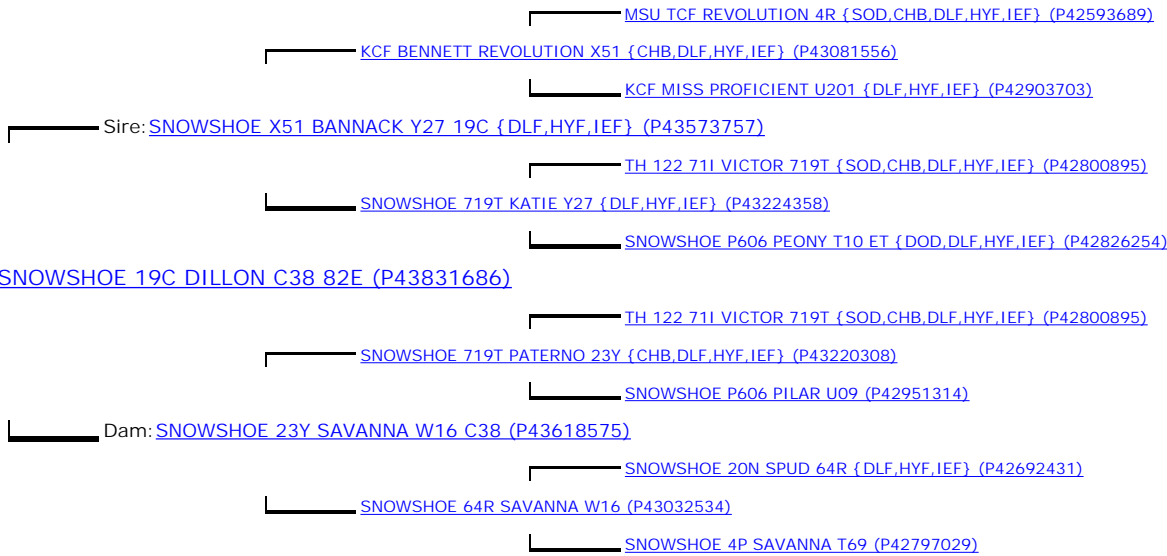 MSU TCF REVOLUTION 4R {SOD,CHB,DLF,HYF,IEF} (P42593689)
KCF BENNETT REVOLUTION X51 {CHB,DLF,HYF,IEF} (P43081556)
KCF MISS PROFICIENT U201 {DLF,HYF,IEF} (P42903703)
Sire: SNOWSHOE X51 BANNACK Y27 19C {DLF,HYF,IEF} (P43573757)
TH 122 71I VICTOR 719T {SOD,CHB,DLF,HYF,IEF} (P42800895)
SNOWSHOE 719T KATIE Y27 {DLF,HYF,IEF} (P43224358)
SNOWSHOE P606 PEONY T10 ET {DOD,DLF,HYF,IEF} (P42826254)
SNOWSHOE 19C DILLON C38 82E (P43831686)
TH 122 71I VICTOR 719T {SOD,CHB,DLF,HYF,IEF} (P42800895)
SNOWSHOE 719T PATERNO 23Y {CHB,DLF,HYF,IEF} (P43220308)
SNOWSHOE P606 PILAR U09 (P42951314)
Dam: SNOWSHOE 23Y SAVANNA W16 C38 (P43618575)
SNOWSHOE 20N SPUD 64R {DLF,HYF,IEF} (P42692431)
SNOWSHOE 64R SAVANNA W16 (P43032534)
SNOWSHOE 4P SAVANNA T69 (P42797029)